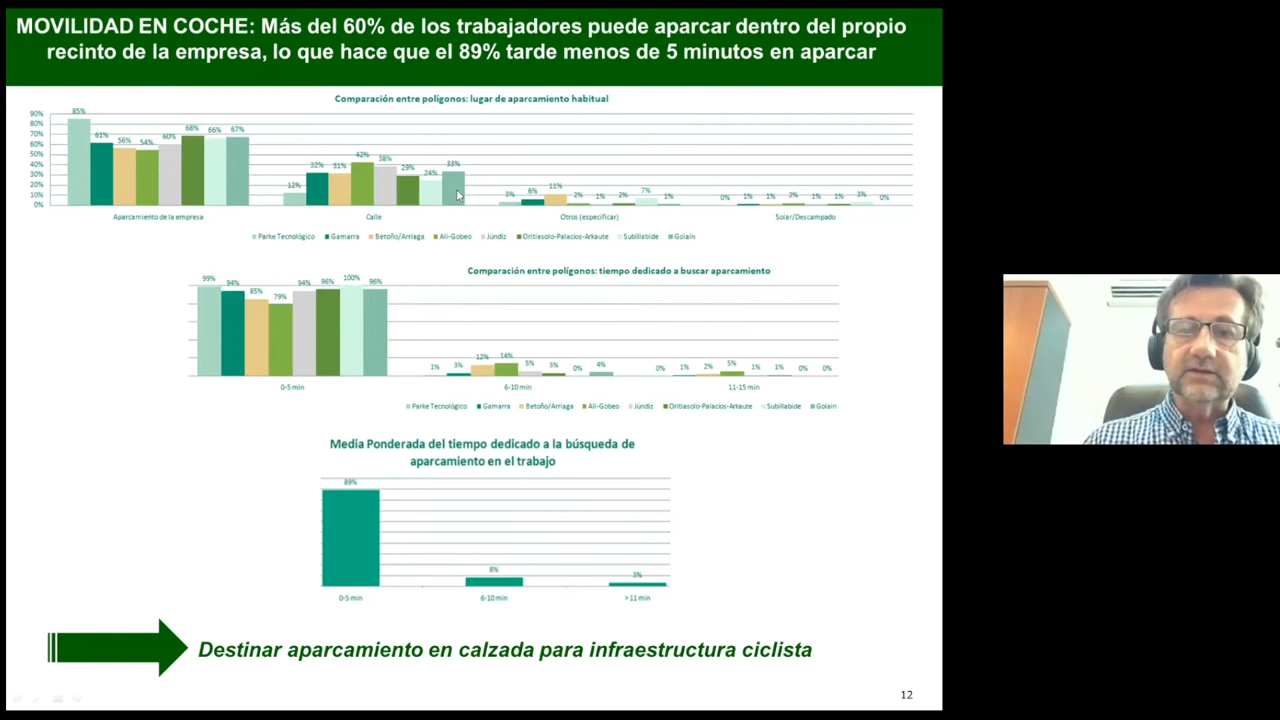 MOVILIDAD EN COCHE: Más del 60% de los trabajadores puede aparcar dentro del propio
recinto de la empresa, lo que hace que el 89% tarde menos de 5 minutos en aparcar
Comparación entre polígonos: lugar de aparcamiento habitual
90%
80%
70%
60%
50%
40%
30%
20%
10%
0%
85% 61% 56% 54% 60% 68% 66% 67%
12% 32% 31% 42% 38% 29% 24% 33%
3% 6% 11% 2% 1% 2% 7% 1%
0% 1% 1% 2% 1% 1% 3% 0%
Aparcamiento de la empresa Calle Otros (especificar) Solar/Descampado
Parke Tecnológico Gamarra Betoño/Arriaga Ali-Gobeo Júndiz Oritiasolo-Palacios-Arkaute Subillabide Goiain
Comparación entre polígonos: tiempo dedicado a buscar aparcamiento
99% 94% 85% 79% 94% 96% 100% 96%
1% 3% 12% 14% 5% 3% 0% 4%
0% 1% 2% 5% 1% 1% 0% 0%
0-5 min 6-10 min 11-15 min
Parke Tecnológico Gamarra Betoño/Arriaga Ali-Gobeo Júndiz Oritiasolo-Palacios-Arkaute Subillabide Goiain
Media Ponderada del tiempo dedicado a la búsqueda de
aparcamiento en el trabajo
89% 8% 3%
0-5 min 6-10 min >11 min
Destinar aparcamiento en calzada para infraestructura ciclista
12